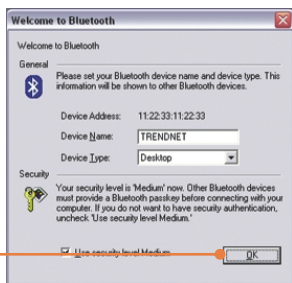 Welcome to Bluetooth
Welcome to Bluetooth
General
Please set your Bluetooth device name and device type. This
information will be shown to other Bluetooth devices.
Device Address: 11:22:33:11:22:33
Device Name: TRENDNET
Device Type: Desktop
Security
Your security level is 'Medium' now. Other Bluetooth devices
must provide a Bluetooth passkey before connecting with your
computer. If you do not want to have security authentication,
uncheck 'Use security level Medium.'
Use security level Medium
OK